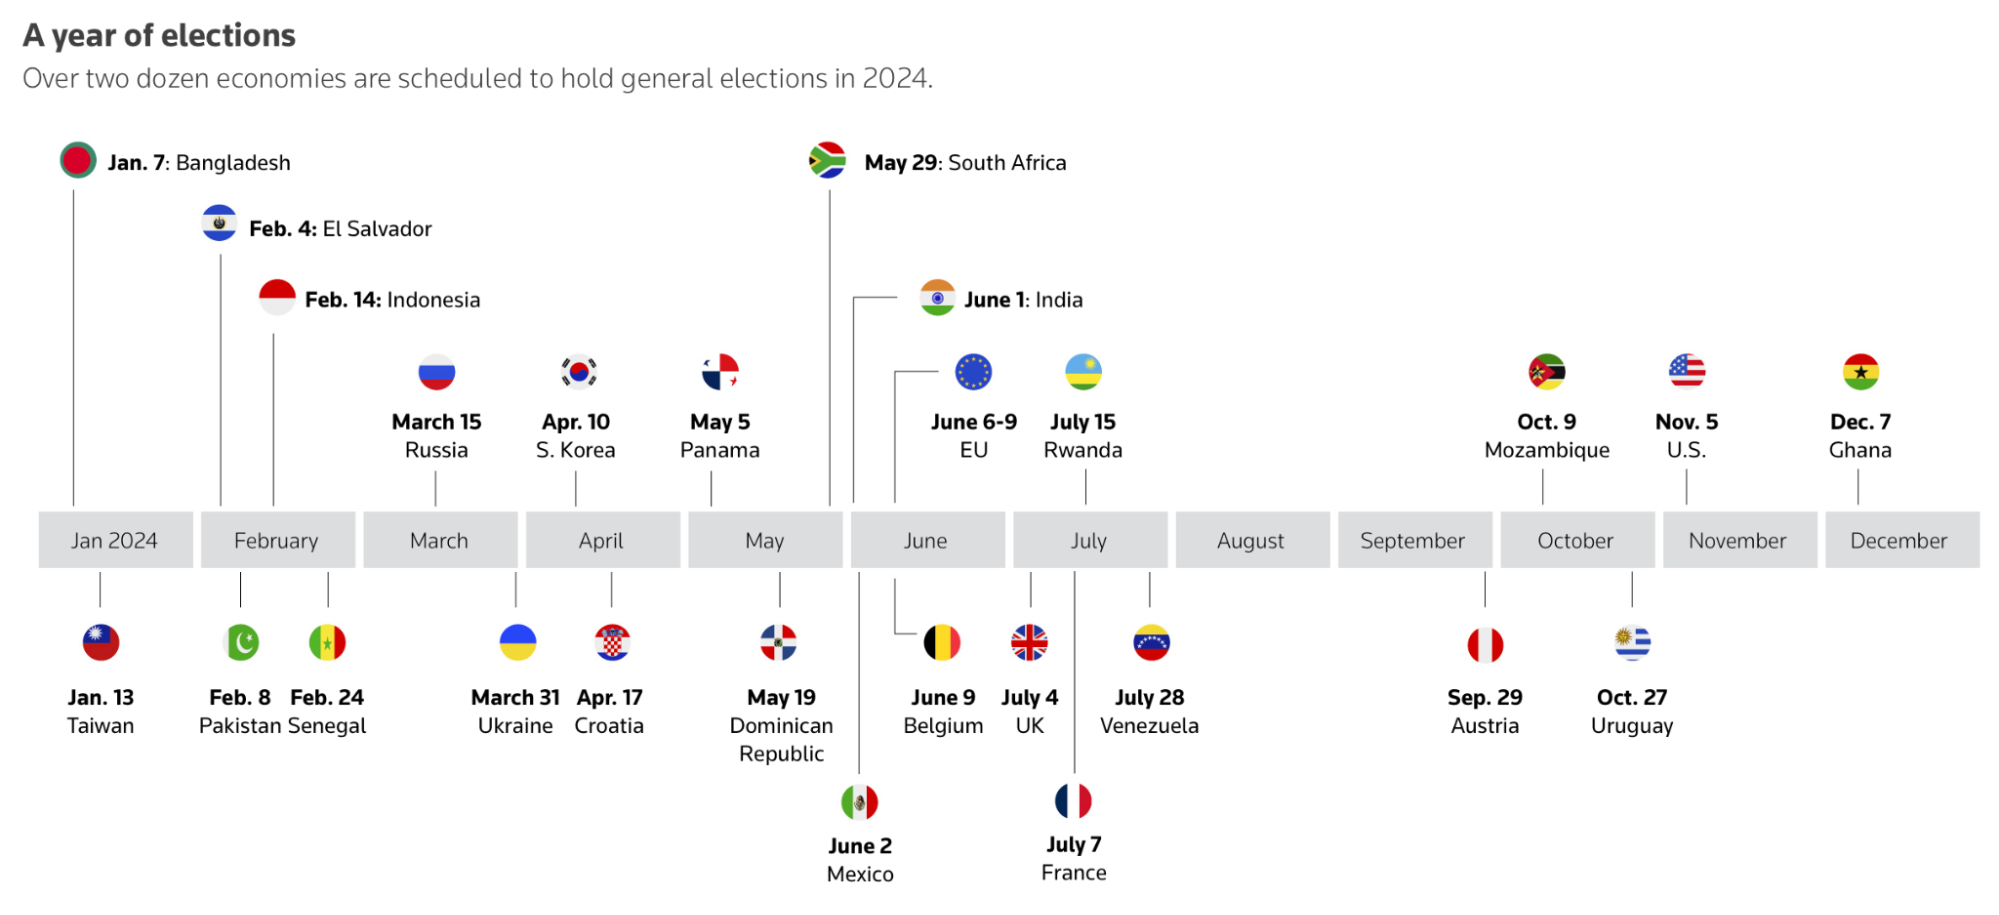 A year of elections
Over two dozen economies are scheduled to hold general elections in 2024.
Jan. 7: Bangladesh
May 29: South Africa
Feb. 4: El Salvador
Feb. 14: Indonesia
June 1: India
March 15
Russia
Apr. 10
S. Korea
May 5
Panama
June 6-9
EU
July 15
Rwanda
Oct. 9
Mozambique
Nov. 5
U.S.
Dec. 7
Ghana
Jan 2024
February
March
April
May
June
July
August
September
October
November
December
Jan. 13
Taiwan
Feb. 8
Pakistan
Feb. 24
Senegal
March 31
Ukraine
Apr. 17
Croatia
May 19
Dominican
Republic
June 9
Belgium
July 4
UK
July 28
Venezuela
Sep. 29
Austria
Oct. 27
Uruguay
June 2
Mexico
July 7
France